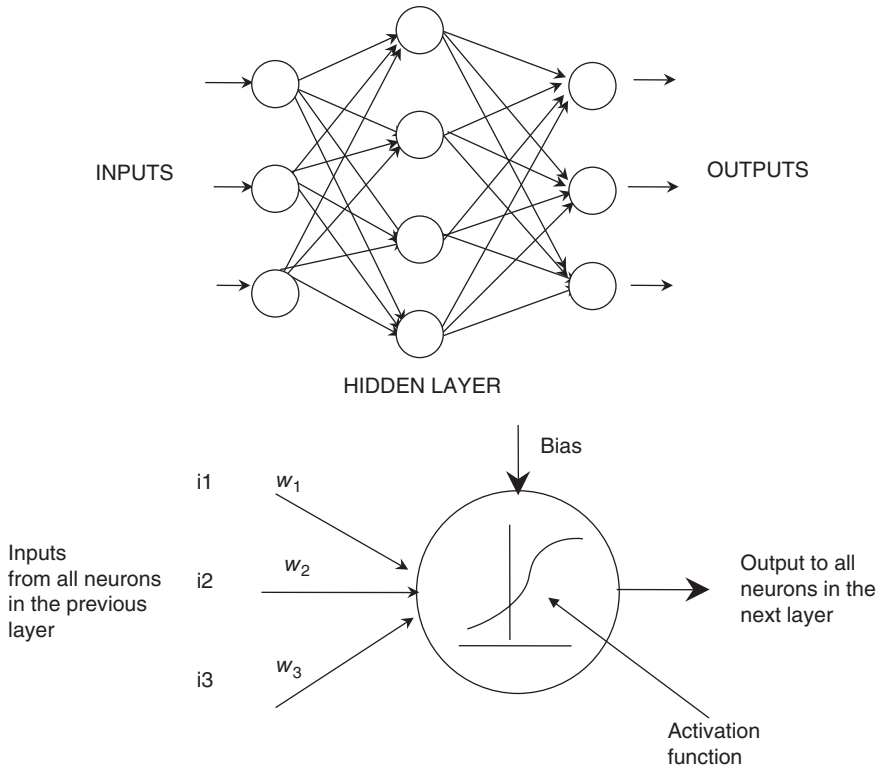 INPUTS
OUTPUTS
HIDDEN LAYER
Bias
i1
w1
Inputs
from all neurons
in the previous
layer
i2
w2
i3
w3
Output to all
neurons in the
next layer
Activation
function